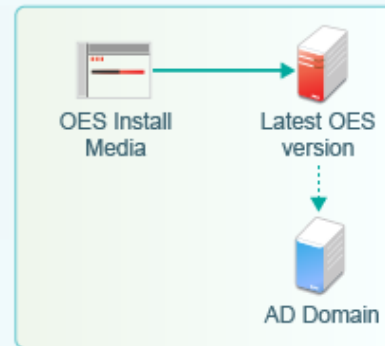 OES Install
Media
Latest OES
version
AD Domain